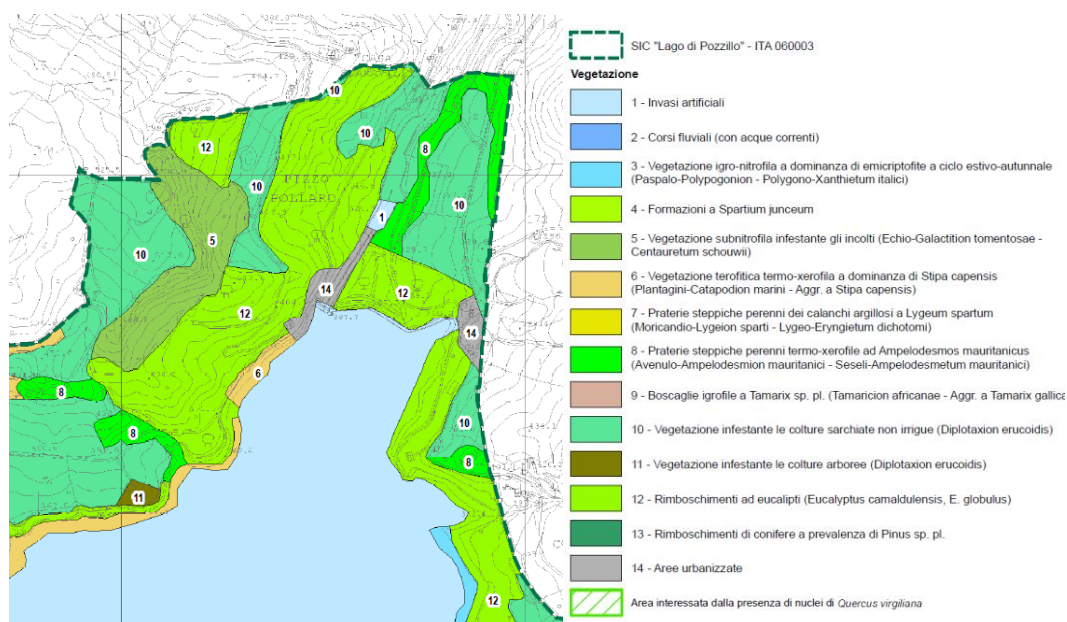 SIC "Lago di Pozzillo" - ITA 060003
Vegetazione
1 - Invasi artificiali
2 - Corsi fluviali (con acque correnti)
3 - Vegetazione igro-nitrofila a dominanza di emicriptofite a ciclo estivo-autunnale
(Paspalo-Polypogonion - Polygono-Xanthietum italici)
4 - Formazioni a Spartium junceum
5 - Vegetazione subnitrofila infestante gli incolti (Echio-Galactition tomentosae -
Centauretum schouwii)
6 - Vegetazione terofitica termo-xerofila a dominanza di Stipa capensis
(Plantagini-Catapodion marini - Aggr. a Stipa capensis)
7 - Praterie steppiche perenni dei calanchi argillosi a Lygeum spartum
(Moricandio-Lygeion sparti - Lygeo-Eryngietum dichotomi)
8 - Praterie steppiche perenni termo-xerofile ad Ampelodesmos mauritanicus
(Avenulo-Ampelodesmion mauritanici - Seseli-Ampelodesmetum mauritanici)
9 - Boscaglie igrofile a Tamarix sp. pl. (Tamaricion africanae - Aggr. a Tamarix gallica
10 - Vegetazione infestante le colture sarchiate non irrigue (Diplotaxion erucoidis)
11 - Vegetazione infestante le colture arboree (Diplotaxion erucoidis)
12 - Rimboschimenti ad eucalipti (Eucalyptus camaldulensis, E. globulus)
13 - Rimboschimenti di conifere a prevalenza di Pinus sp. pl.
14 - Aree urbanizzate
Area interessata dalla presenza di nuclei di Quercus virgiliana
10
10
12
8
10
PIZZO
POLLARO
10
1
5
10
14
12
12
14
6
8
10
8
8
11
12